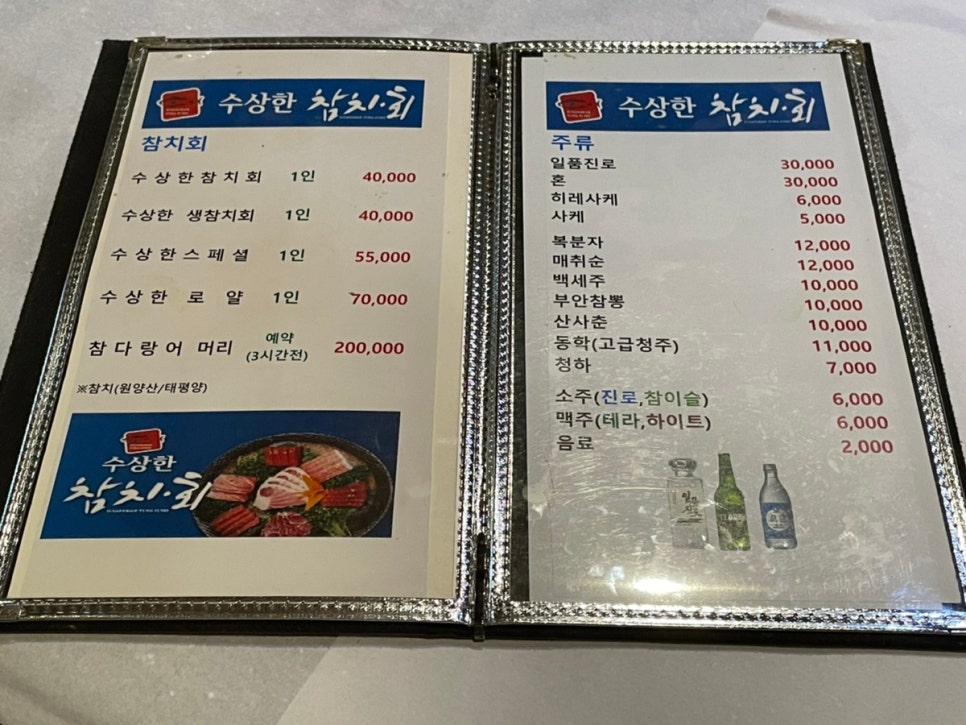 수상한 참치회
참치회
수상한참치회 1인 40,000
수상한 생참치회 1인 40,000
수상한스페셜 1인 55,000
수상한 로 얄 1인 70,000
참다랑어 머리 예약 (3시간전) 200,000
※참치(원양산/태평양)
수상한
참치회
수상한 참치회
주류
일품진로 30,000
혼 30,000
히레사케 6,000
사케 5,000
복분자 12,000
매취순 12,000
백세주 10,000
부안참뽕 10,000
산사춘 10,000
동학(고급청주) 11,000
청하 7,000
소주(진로,참이슬) 6,000
맥주(테라,하이트) 6,000
음료 2,000